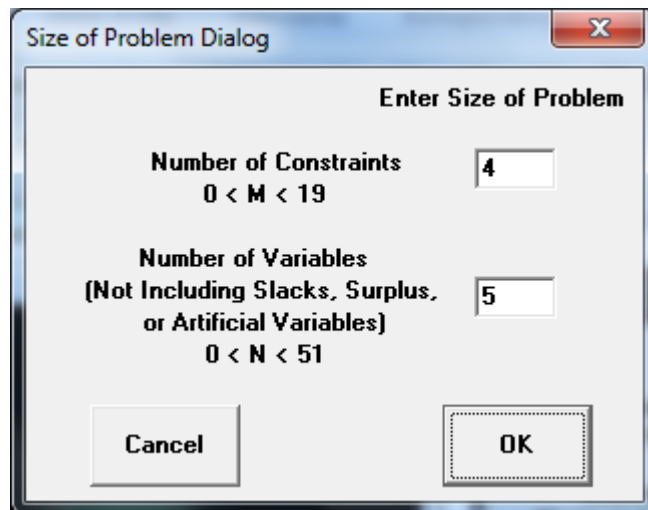 Size of Problem Dialog
Enter Size of Problem
Number of Constraints
0 < M < 19
4
Number of Variables
(Not Including Slacks, Surplus,
or Artificial Variables)
0 < N < 51
5
Cancel
OK